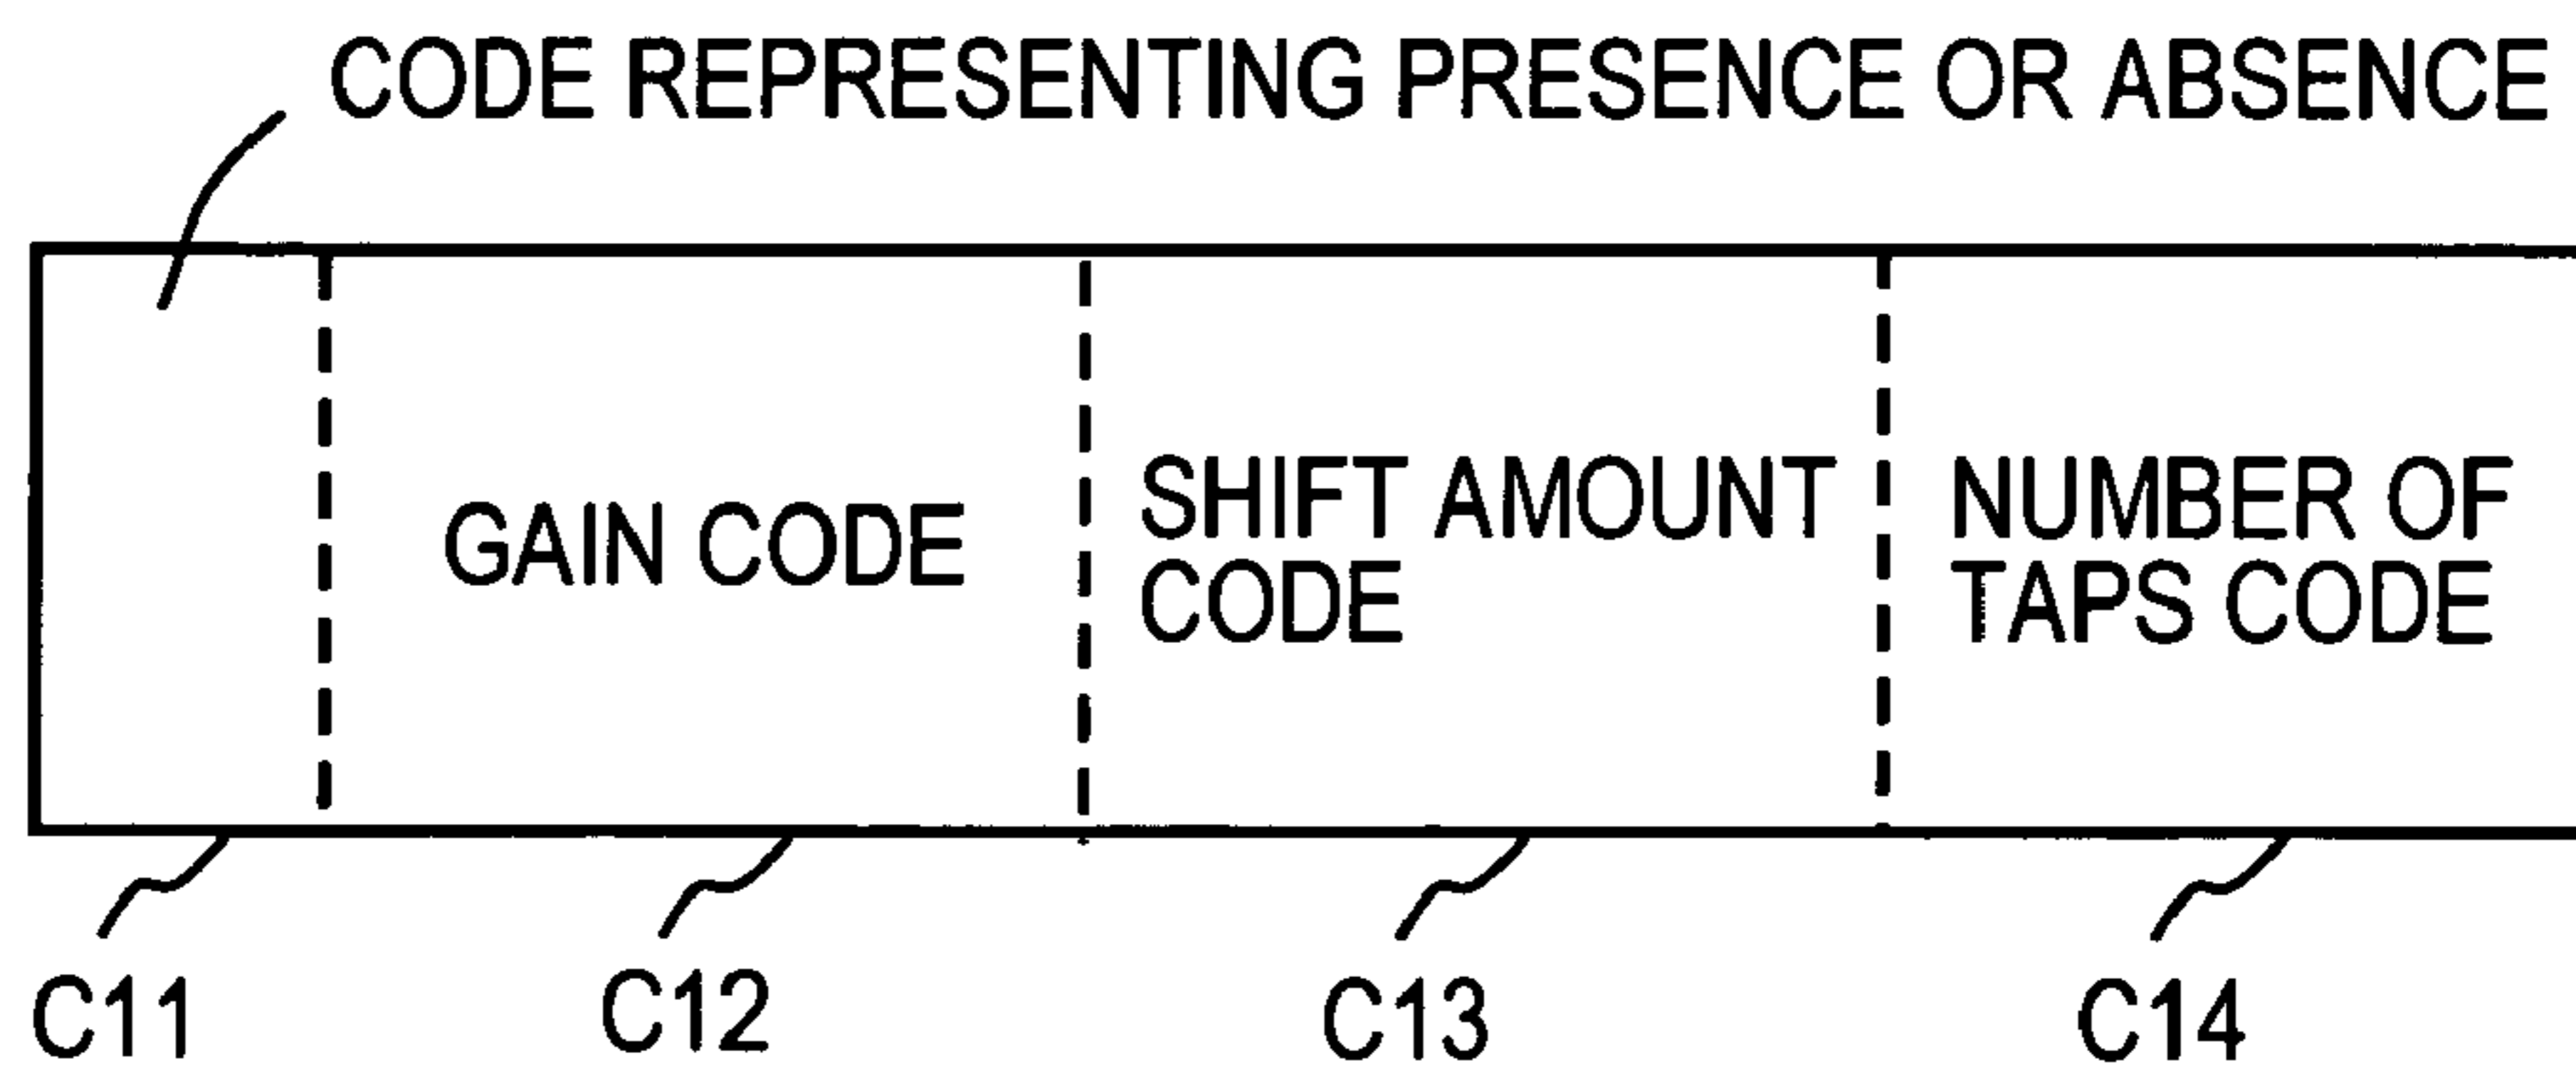 CODE REPRESENTING PRESENCE OR ABSENCE
GAIN CODE
SHIFT AMOUNT
CODE
NUMBER OF
TAPS CODE
C11
C12
C13
C14